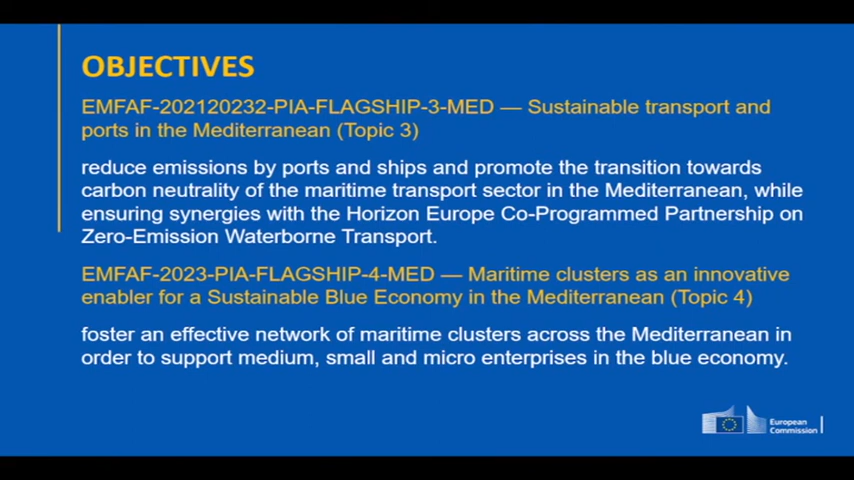 OBJECTIVES
EMFAF-202120232-PIA-FLAGSHIP-3-MED — Sustainable transport and
ports in the Mediterranean (Topic 3)
reduce emissions by ports and ships and promote the transition towards
carbon neutrality of the maritime transport sector in the Mediterranean, while
ensuring synergies with the Horizon Europe Co-Programmed Partnership on
Zero-Emission Waterborne Transport.
EMFAF-2023-PIA-FLAGSHIP-4-MED — Maritime clusters as an innovative
enabler for a Sustainable Blue Economy in the Mediterranean (Topic 4)
foster an effective network of maritime clusters across the Mediterranean in
order to support medium, small and micro enterprises in the blue economy.
European
Commission